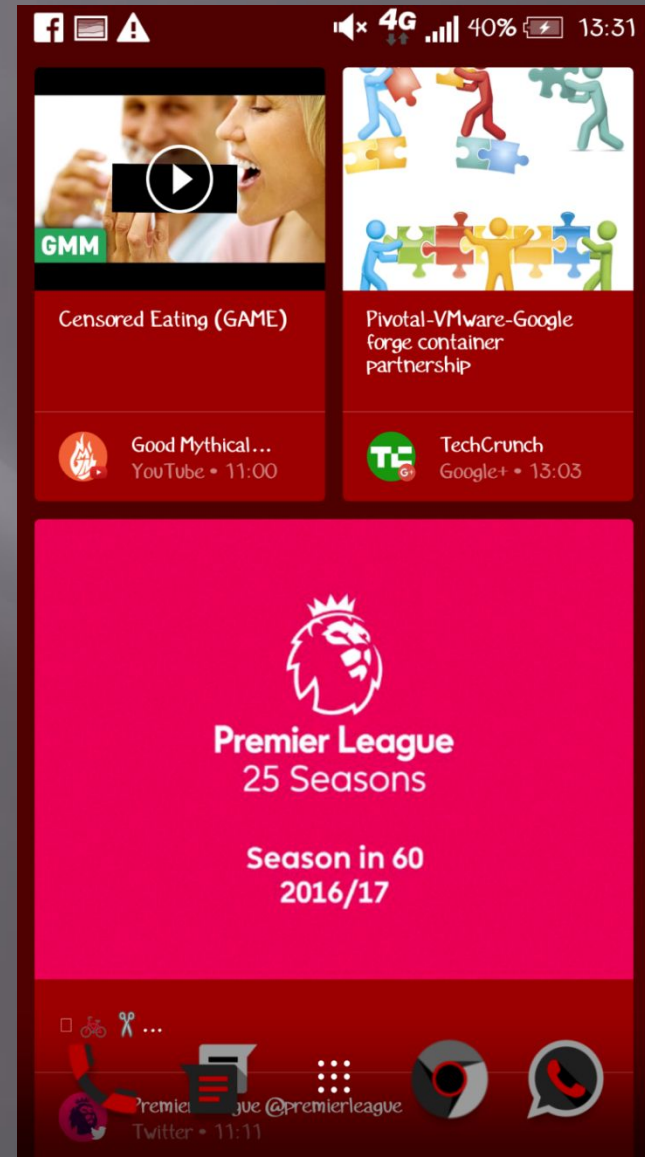 4G 40% 13:31
GMM
Censored Eating (GAME)
Good Mythical...
YouTube • 11:00
Pivotal-VMware-Google
forge container
partnership
TC G+
TechCrunch
Google+ • 13:03
Premier League
25 Seasons
Season in 60
2016/17
...
@premierleague
Twitter • 11:11